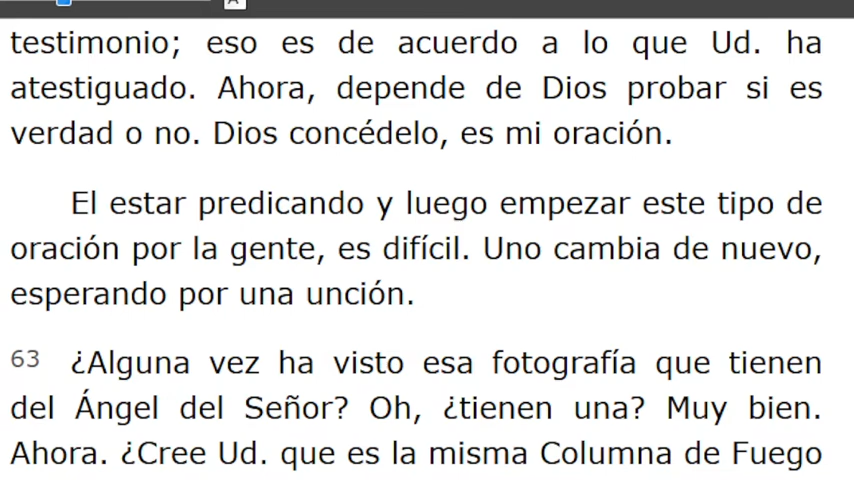 testimonio; eso es de acuerdo a lo que Ud. ha
atestiguado. Ahora, depende de Dios probar si es
verdad o no. Dios concédelo, es mi oración.
El estar predicando y luego empezar este tipo de
oración por la gente, es difícil. Uno cambia de nuevo,
esperando por una unción.
63 ¿Alguna vez ha visto esa fotografía que tienen
del Ángel del Señor? Oh, ¿tienen una? Muy bien.
Ahora. ¿Cree Ud. que es la misma Columna de Fuego